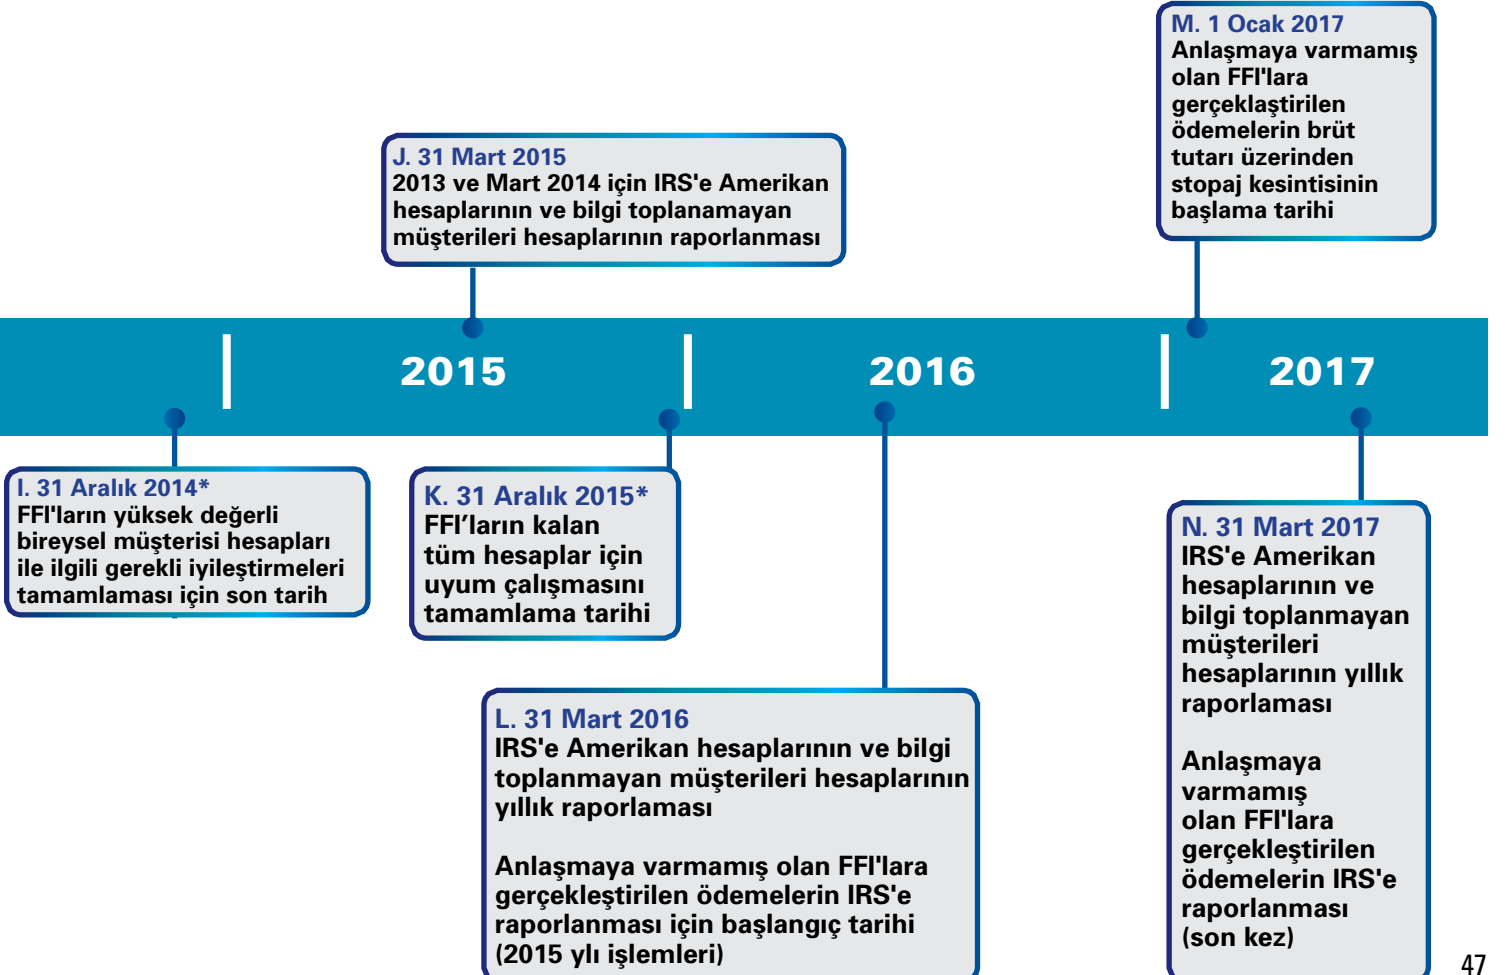 M. 1 Ocak 2017
Anlaşmaya varmamış
olan FFI'lara
gerçeklaştirilen
ödemelerin brüt
tutarı üzerinden
stopaj kesintisinin
başlama tarihi
J. 31 Mart 2015
2013 ve Mart 2014 için IRS'e Amerikan
hesaplarının ve bilgi toplanamayan
müşterileri hesaplarının raporlanması
2015
2016
2017
I. 31 Aralık 2014*
FFI'ların yüksek değerli
bireysel müşterisi hesapları
ile ilgili gerekli iyileştirmeleri
tamamlaması için son tarih
K. 31 Aralık 2015*
FFI’ların kalan
tüm hesaplar için
uyum çalışmasını
tamamlama tarihi
L. 31 Mart 2016
IRS'e Amerikan hesaplarının ve bilgi
toplanmayan müşterileri hesaplarının
yıllık raporlaması
Anlaşmaya varmamış olan FFI'lara
gerçekleştirilen ödemelerin IRS'e
raporlanması için başlangıç tarihi
(2015 ylı işlemleri)
N. 31 Mart 2017
IRS'e Amerikan
hesaplarının ve
bilgi toplanmayan
müşterileri
hesaplarının yıllık
raporlaması
Anlaşmaya
varmamış
olan FFI'lara
gerçekleştirilen
ödemelerin IRS'e
raporlanması
(son kez)
47